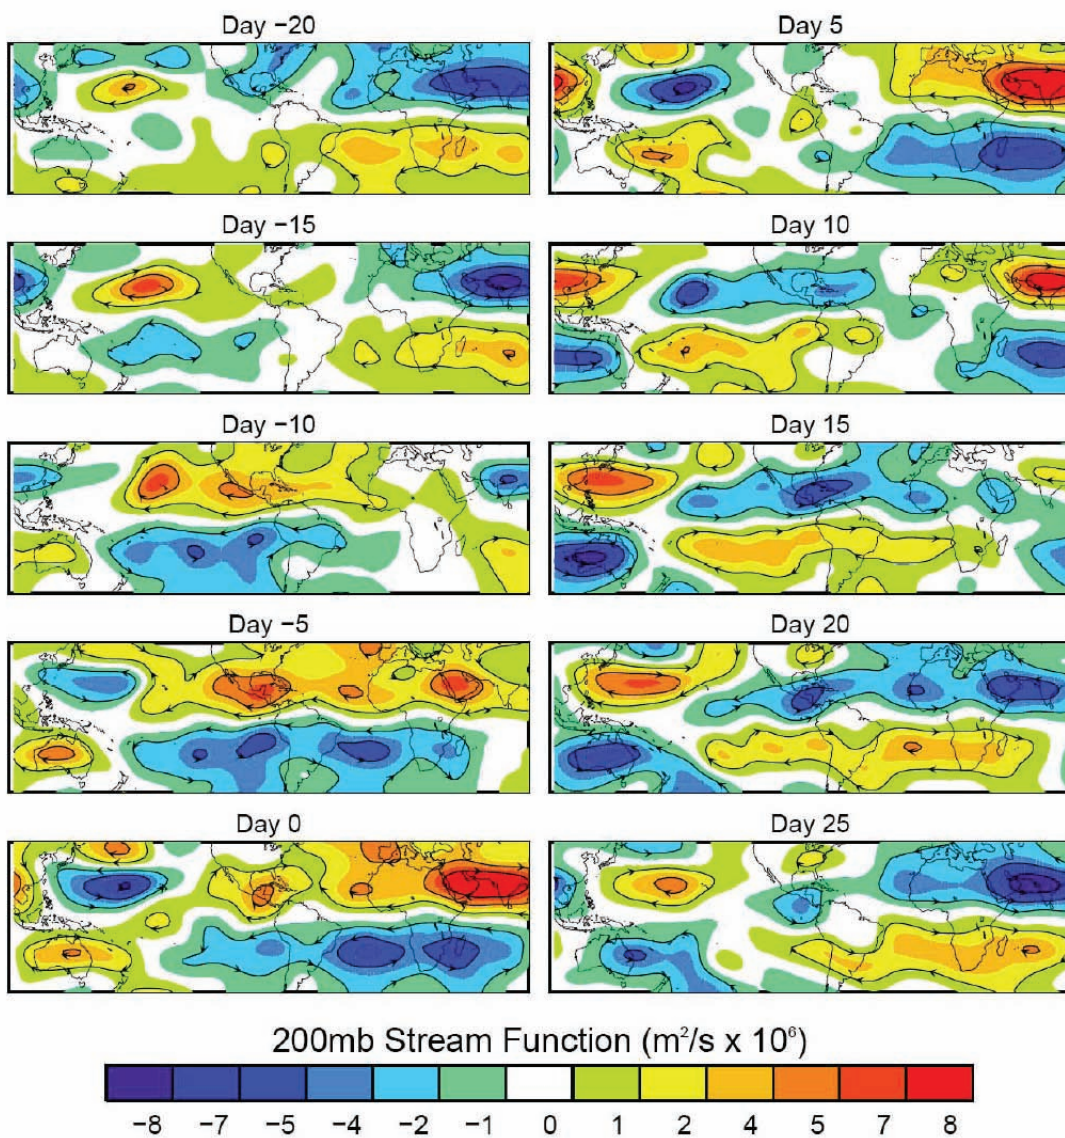 Day −20
Day 5
Day −15
Day 10
Day −10
Day 15
Day −5
Day 20
Day 0
Day 25
200mb Stream Function (m²/s x 10⁶)
−8 −7 −5 −4 −2 −1 0 1 2 4 5 7 8